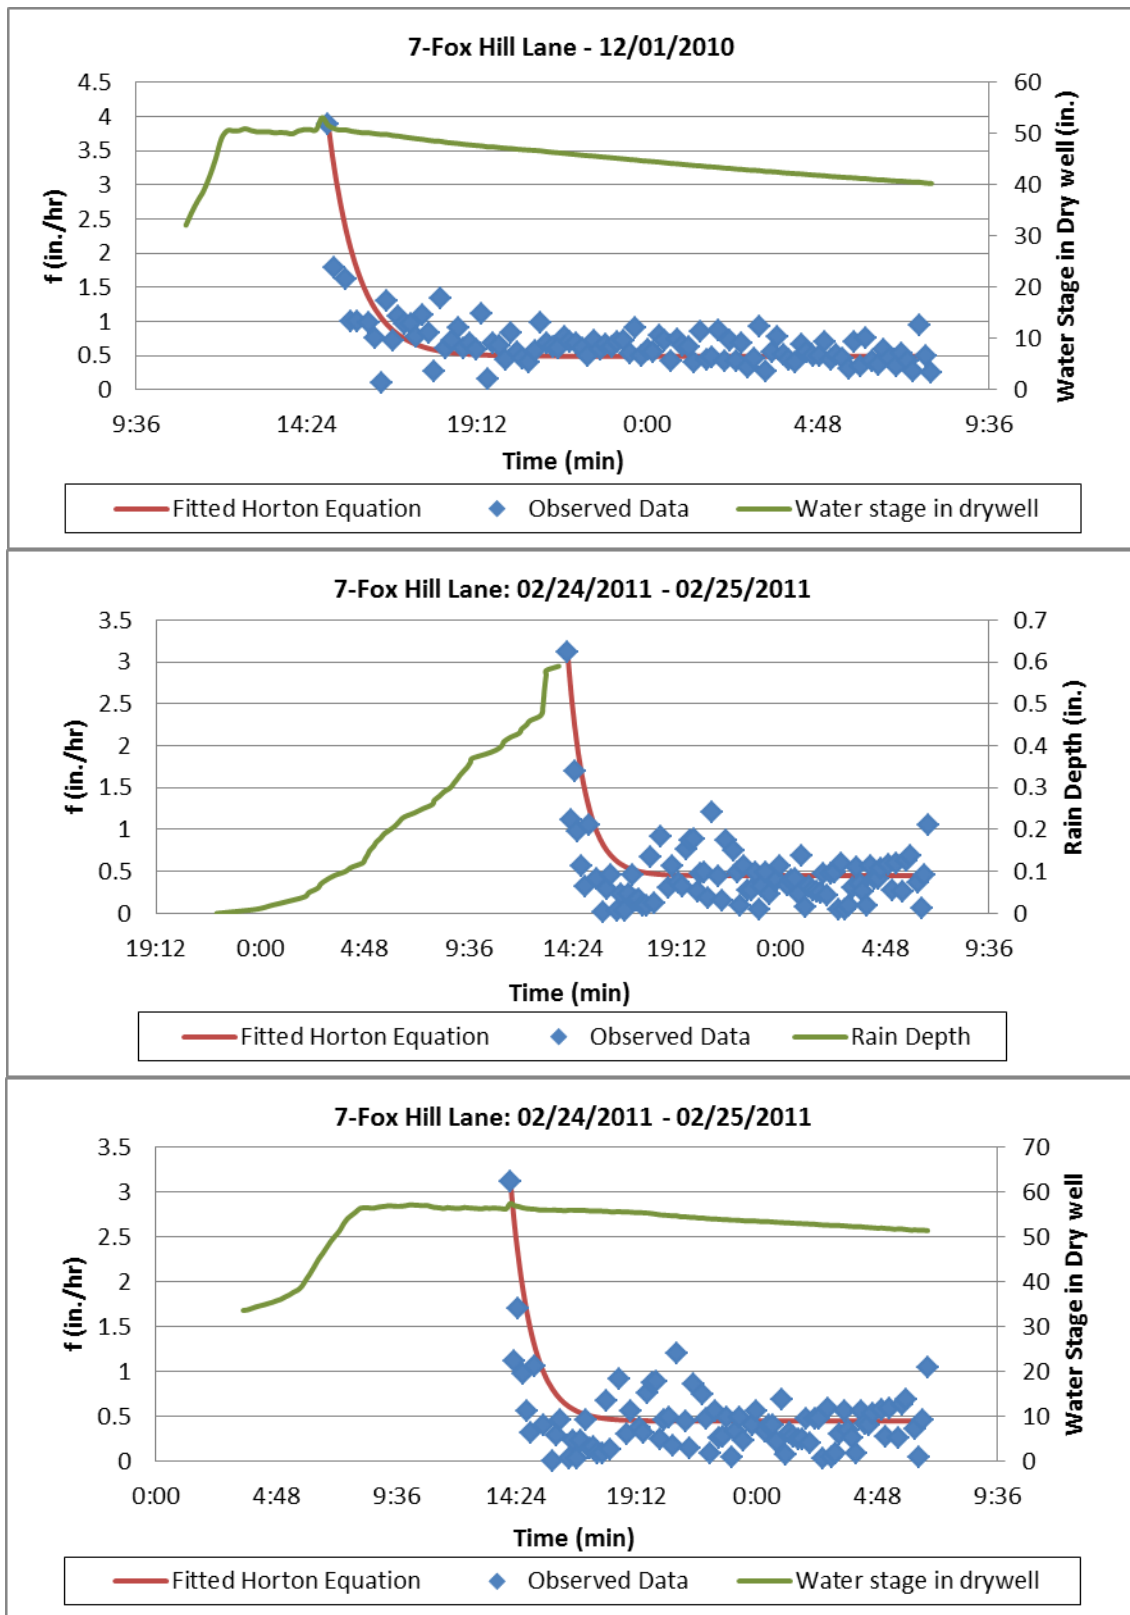 7-Fox Hill Lane - 12/01/2010
4.5 60
4 50
3.5
3 40
2.5 30
2
1.5 20
1
0.5 10
0 0
f (in./hr)
Water Stage in Dry well (in.)
9:36 14:24 19:12 0:00 4:48 9:36
Time (min)
Fitted Horton Equation Observed Data Water stage in drywell
7-Fox Hill Lane: 02/24/2011 - 02/25/2011
3.5 0.7
3 0.6
2.5 0.5
2 0.4
1.5 0.3
1 0.2
0.5 0.1
0 0
f (in./hr)
Rain Depth (in.)
19:12 0:00 4:48 9:36 14:24 19:12 0:00 4:48 9:36
Time (min)
Fitted Horton Equation Observed Data Rain Depth
7-Fox Hill Lane: 02/24/2011 - 02/25/2011
3.5 70
3 60
2.5 50
2 40
1.5 30
1 20
0.5 10
0 0
f (in./hr)
Water Stage in Dry well
0:00 4:48 9:36 14:24 19:12 0:00 4:48 9:36
Time (min)
Fitted Horton Equation Observed Data Water stage in drywell